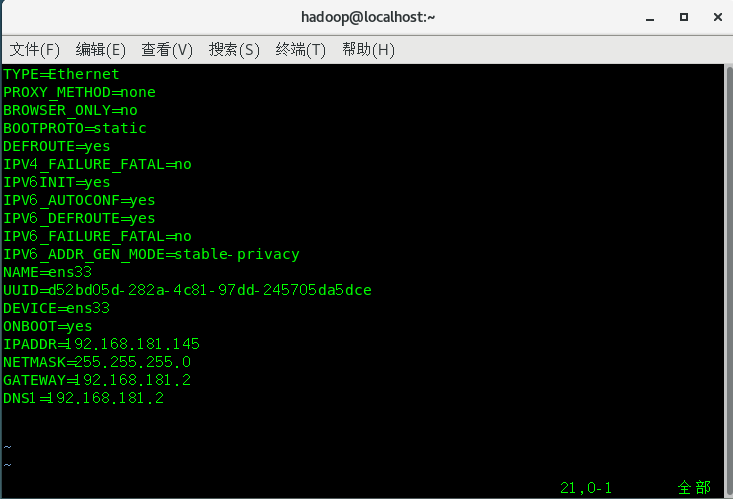 hadoop@localhost:~
文件(F) 编辑(E) 查看(V) 搜索(S) 终端(T) 帮助(H)
TYPE=Ethernet
PROXY_METHOD=none
BROWSER_ONLY=no
BOOTPROTO=static
DEFROUTE=yes
IPV4_FAILURE_FATAL=no
IPV6INIT=yes
IPV6_AUTOCONF=yes
IPV6_DEFROUTE=yes
IPV6_FAILURE_FATAL=no
IPV6_ADDR_GEN_MODE=stable-privacy
NAME=ens33
UUID=d52bd05d-282a-4c81-97dd-245705da5dce
DEVICE=ens33
ONBOOT=yes
IPADDR=192.168.181.145
NETMASK=255.255.255.0
GATEWAY=192.168.181.2
DNS1=192.168.181.2
~
~
21,0-1 全部